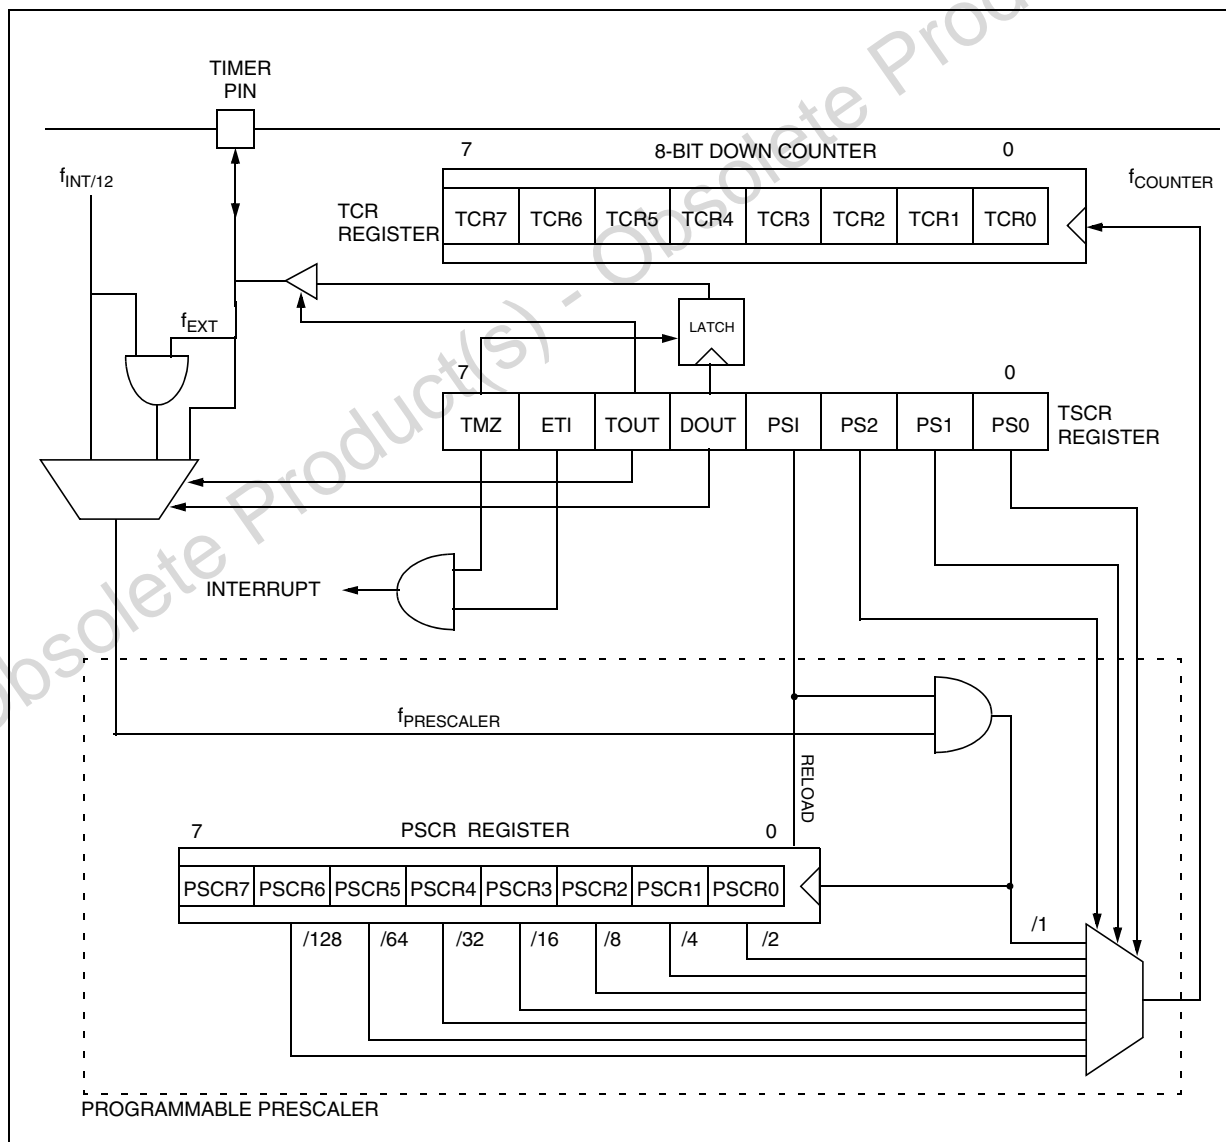 TIMER
PIN
7 8-BIT DOWN COUNTER 0
fINT/12
fCOUNTER
TCR
REGISTER
TCR7 TCR6 TCR5 TCR4 TCR3 TCR2 TCR1 TCR0
fEXT
LATCH
7 0
TMZ ETI TOUT DOUT PSI PS2 PS1 PS0
TSCR
REGISTER
INTERRUPT
fPRESCALER
RELOAD
7 PSCR REGISTER 0
PSCR7 PSCR6 PSCR5 PSCR4 PSCR3 PSCR2 PSCR1 PSCR0
/128 /64 /32 /16 /8 /4 /2 /1
PROGRAMMABLE PRESCALER
Obsolete Product(s) - Obsolete